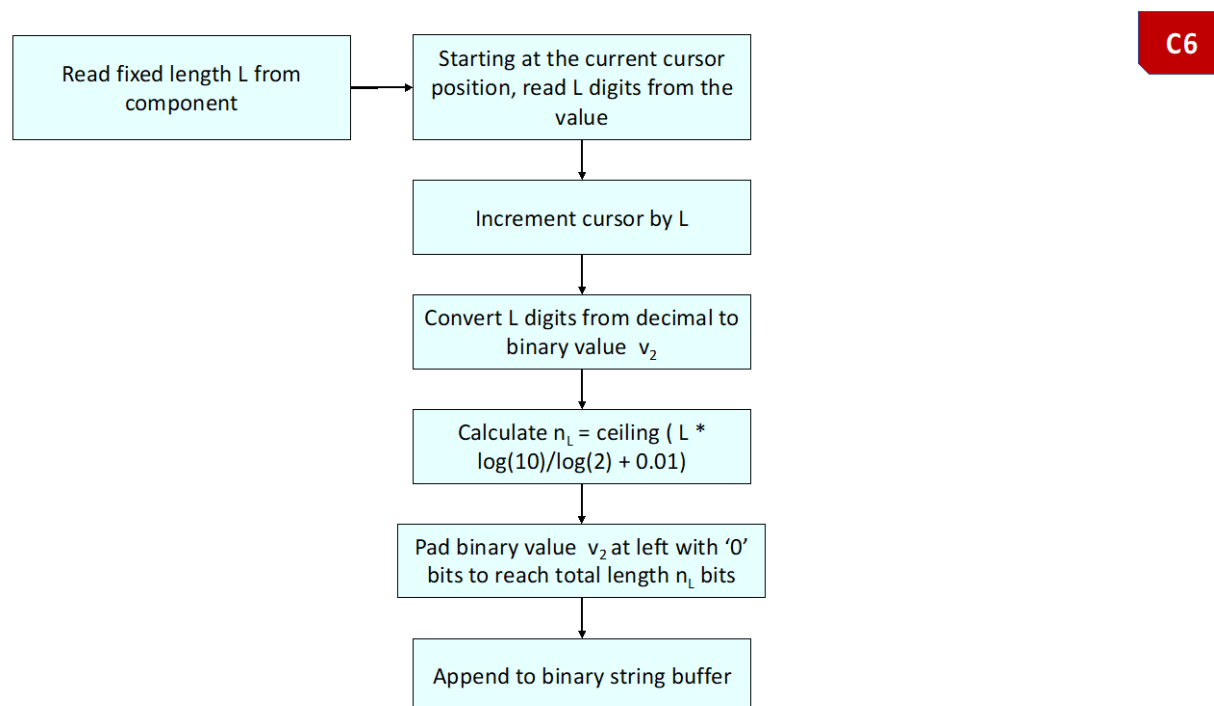 C6
Read fixed length L from
component
Starting at the current cursor
position, read L digits from the
value
Increment cursor by L
Convert L digits from decimal to
binary value v₂
Calculate n_L = ceiling ( L *
log(10)/log(2) + 0.01)
Pad binary value v₂ at left with ‘0’
bits to reach total length n_L bits
Append to binary string buffer